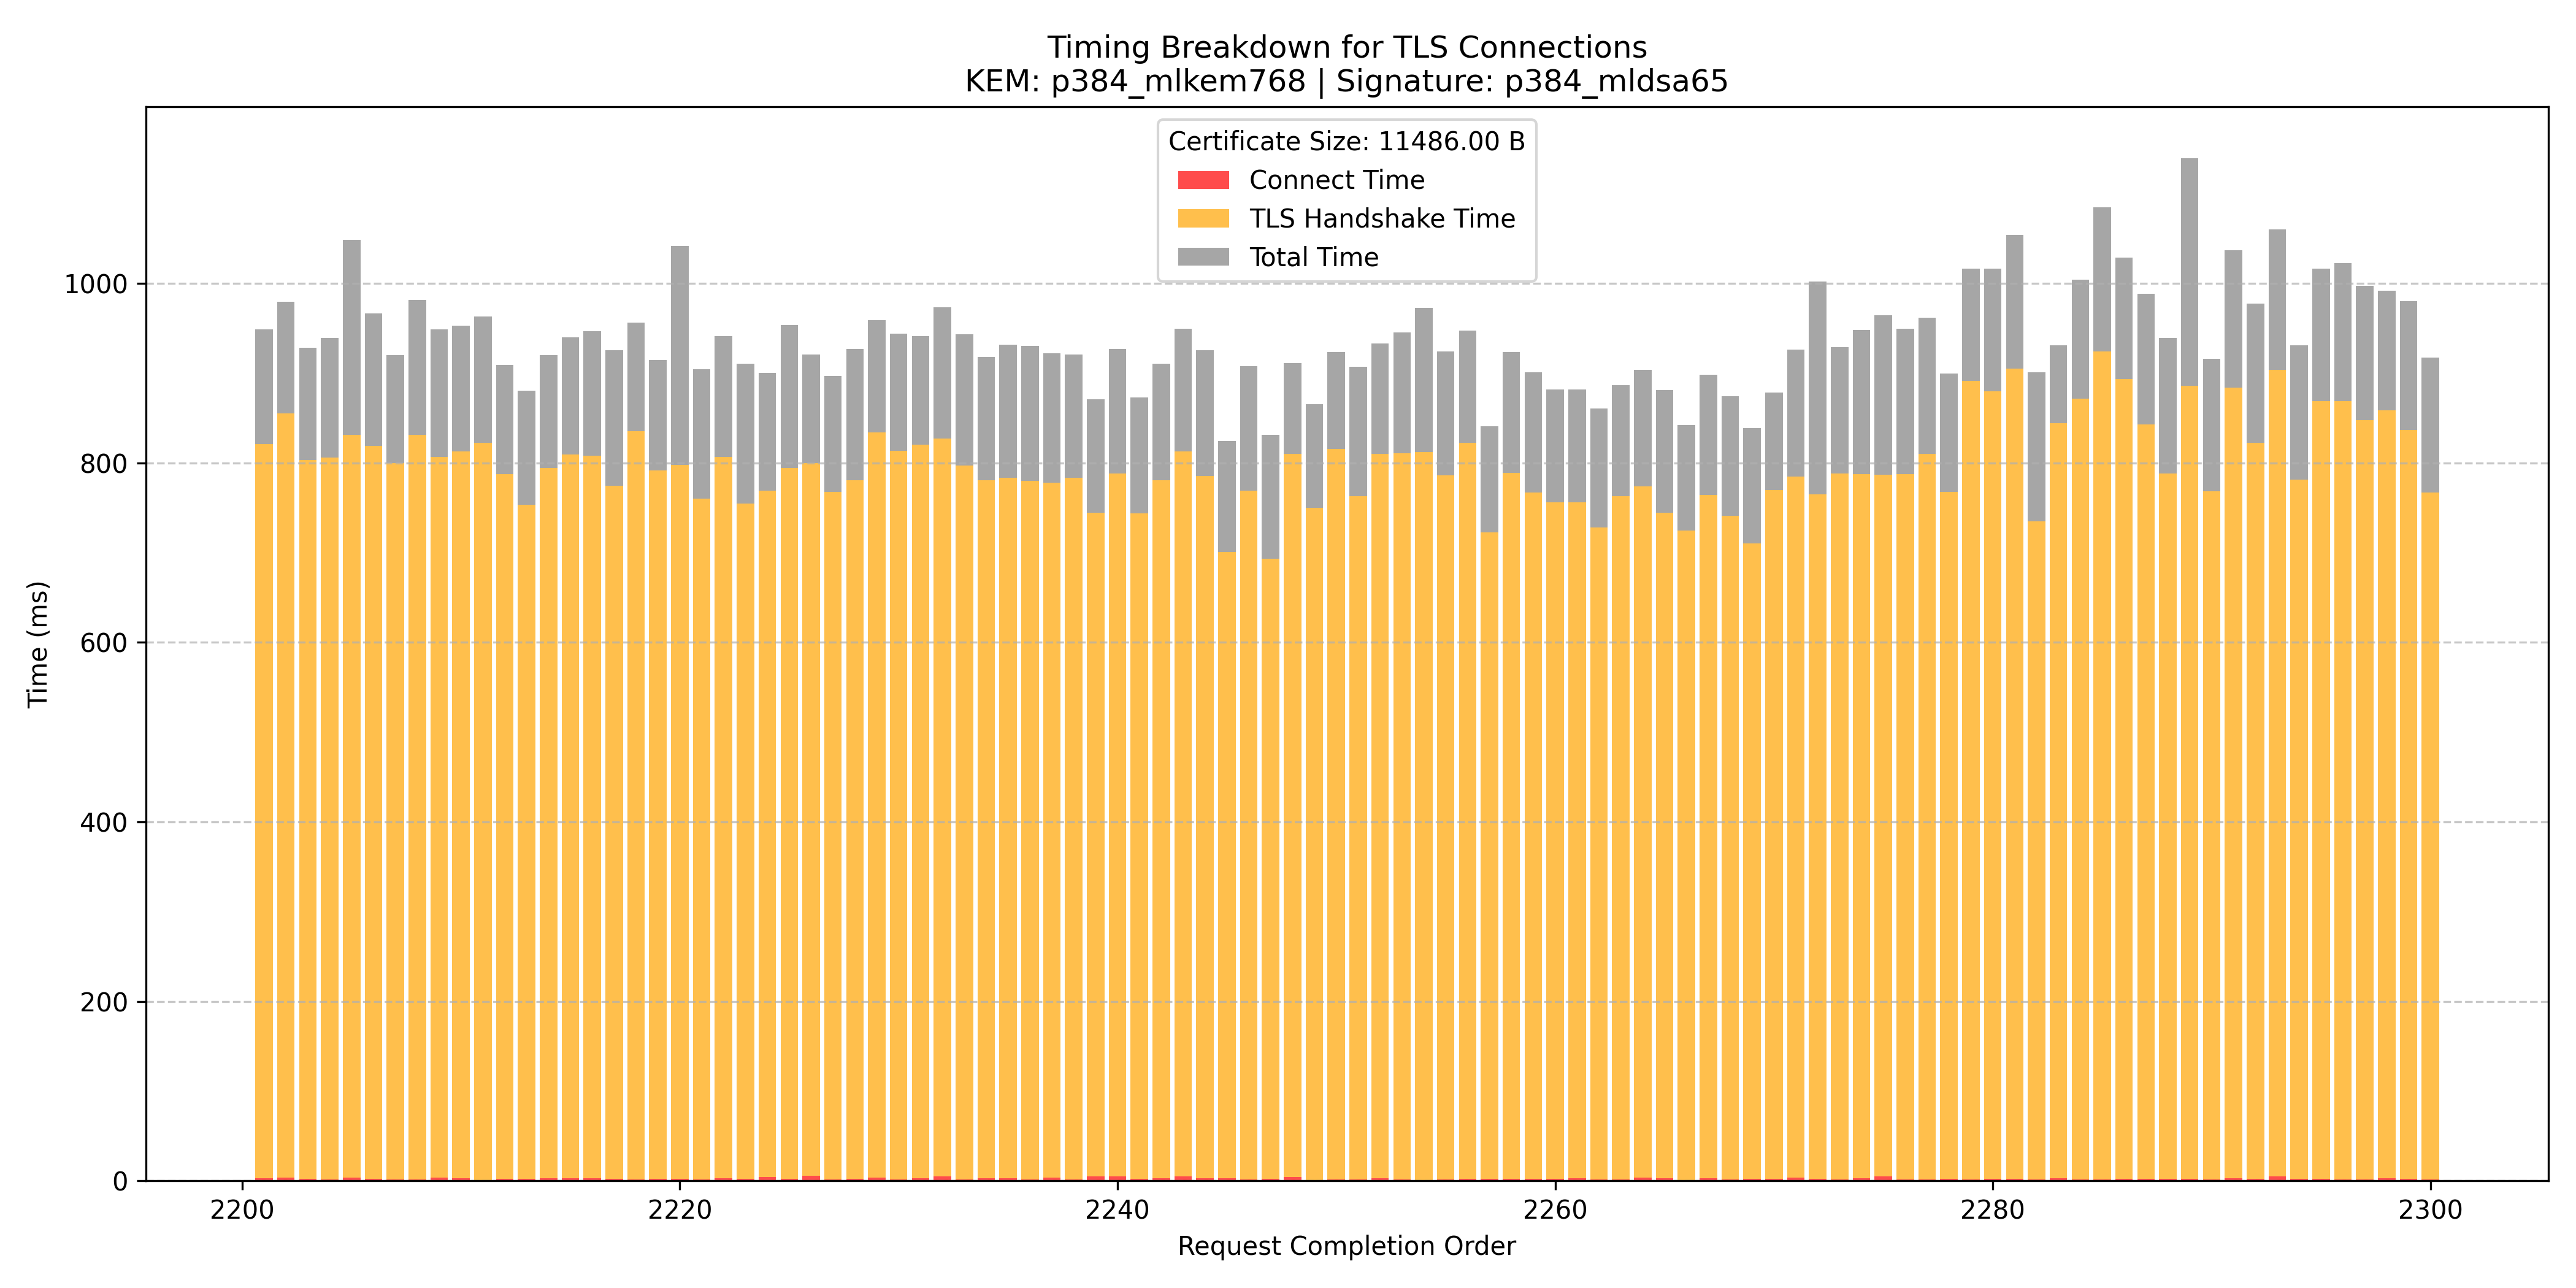 Timing Breakdown for TLS Connections
KEM: p384_mlkem768 | Signature: p384_mldsa65
Certificate Size: 11486.00 B
Connect Time
TLS Handshake Time
Total Time
Time (ms)
1000
800
600
400
200
0
2200 2220 2240 2260 2280 2300
Request Completion Order